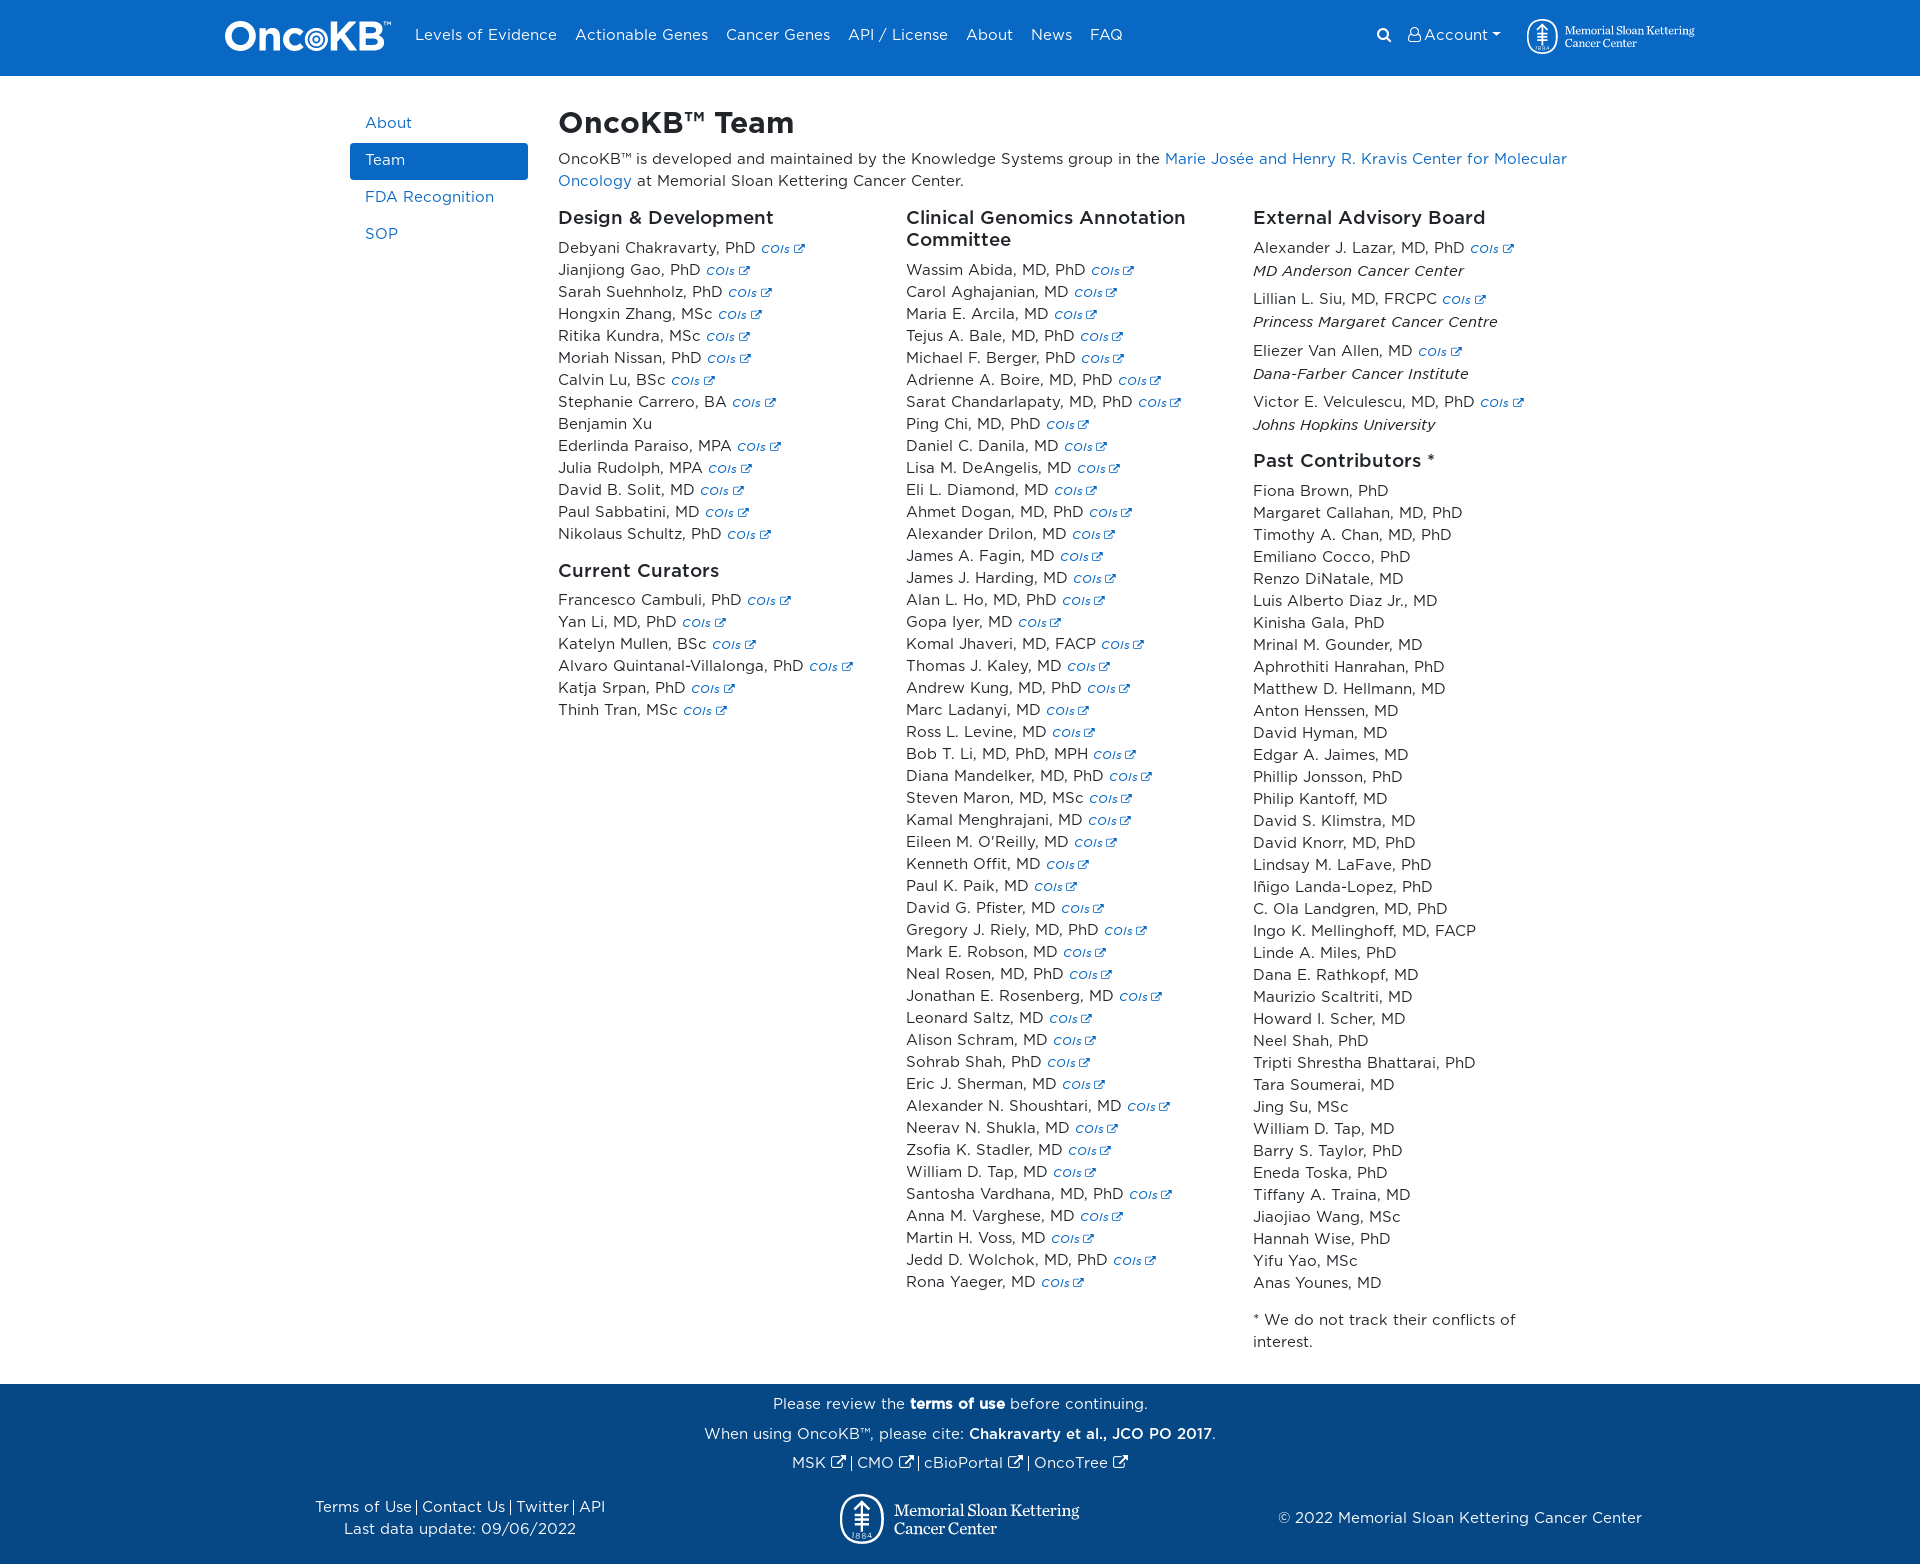 OncoKB™
Levels of Evidence
Actionable Genes
Cancer Genes
API / License
About
News
FAQ
Account
Memorial Sloan Kettering
Cancer Center
About
Team
FDA Recognition
SOP
OncoKB™ Team
OncoKB™ is developed and maintained by the Knowledge Systems group in the Marie Josée and Henry R. Kravis Center for Molecular
Oncology at Memorial Sloan Kettering Cancer Center.
Design & Development
Debyani Chakravarty, PhD COIs
Jianjiong Gao, PhD COIs
Sarah Suehnholz, PhD COIs
Hongxin Zhang, MSc COIs
Ritika Kundra, MSc COIs
Moriah Nissan, PhD COIs
Calvin Lu, BSc COIs
Stephanie Carrero, BA COIs
Benjamin Xu
Ederlinda Paraiso, MPA COIs
Julia Rudolph, MPA COIs
David B. Solit, MD COIs
Paul Sabbatini, MD COIs
Nikolaus Schultz, PhD COIs
Current Curators
Francesco Cambuli, PhD COIs
Yan Li, MD, PhD COIs
Katelyn Mullen, BSc COIs
Alvaro Quintanal-Villalonga, PhD COIs
Katja Srpan, PhD COIs
Thinh Tran, MSc COIs
Clinical Genomics Annotation
Committee
Wassim Abida, MD, PhD COIs
Carol Aghajanian, MD COIs
Maria E. Arcila, MD COIs
Tejus A. Bale, MD, PhD COIs
Michael F. Berger, PhD COIs
Adrienne A. Boire, MD, PhD COIs
Sarat Chandarlapaty, MD, PhD COIs
Ping Chi, MD, PhD COIs
Daniel C. Danila, MD COIs
Lisa M. DeAngelis, MD COIs
Eli L. Diamond, MD COIs
Ahmet Dogan, MD, PhD COIs
Alexander Drilon, MD COIs
James A. Fagin, MD COIs
James J. Harding, MD COIs
Alan L. Ho, MD, PhD COIs
Gopa Iyer, MD COIs
Komal Jhaveri, MD, FACP COIs
Thomas J. Kaley, MD COIs
Andrew Kung, MD, PhD COIs
Marc Ladanyi, MD COIs
Ross L. Levine, MD COIs
Bob T. Li, MD, PhD, MPH COIs
Diana Mandelker, MD, PhD COIs
Steven Maron, MD, MSc COIs
Kamal Menghrajani, MD COIs
Eileen M. O'Reilly, MD COIs
Kenneth Offit, MD COIs
Paul K. Paik, MD COIs
David G. Pfister, MD COIs
Gregory J. Riely, MD, PhD COIs
Mark E. Robson, MD COIs
Neal Rosen, MD, PhD COIs
Jonathan E. Rosenberg, MD COIs
Leonard Saltz, MD COIs
Alison Schram, MD COIs
Sohrab Shah, PhD COIs
Eric J. Sherman, MD COIs
Alexander N. Shoushtari, MD COIs
Neerav N. Shukla, MD COIs
Zsofia K. Stadler, MD COIs
William D. Tap, MD COIs
Santosha Vardhana, MD, PhD COIs
Anna M. Varghese, MD COIs
Martin H. Voss, MD COIs
Jedd D. Wolchok, MD, PhD COIs
Rona Yaeger, MD COIs
External Advisory Board
Alexander J. Lazar, MD, PhD COIs
MD Anderson Cancer Center
Lillian L. Siu, MD, FRCPC COIs
Princess Margaret Cancer Centre
Eliezer Van Allen, MD COIs
Dana-Farber Cancer Institute
Victor E. Velculescu, MD, PhD COIs
Johns Hopkins University
Past Contributors *
Fiona Brown, PhD
Margaret Callahan, MD, PhD
Timothy A. Chan, MD, PhD
Emiliano Cocco, PhD
Renzo DiNatale, MD
Luis Alberto Diaz Jr., MD
Kinisha Gala, PhD
Mrinal M. Gounder, MD
Aphrothiti Hanrahan, PhD
Matthew D. Hellmann, MD
Anton Henssen, MD
David Hyman, MD
Edgar A. Jaimes, MD
Phillip Jonsson, PhD
Philip Kantoff, MD
David S. Klimstra, MD
David Knorr, MD, PhD
Lindsay M. LaFave, PhD
Iñigo Landa-Lopez, PhD
C. Ola Landgren, MD, PhD
Ingo K. Mellinghoff, MD, FACP
Linde A. Miles, PhD
Dana E. Rathkopf, MD
Maurizio Scaltriti, MD
Howard I. Scher, MD
Neel Shah, PhD
Tripti Shrestha Bhattarai, PhD
Tara Soumerai, MD
Jing Su, MSc
William D. Tap, MD
Barry S. Taylor, PhD
Eneda Toska, PhD
Tiffany A. Traina, MD
Jiaojiao Wang, MSc
Hannah Wise, PhD
Yifu Yao, MSc
Anas Younes, MD
* We do not track their conflicts of
interest.
Please review the terms of use before continuing.
When using OncoKB™, please cite: Chakravarty et al., JCO PO 2017.
MSK | CMO | cBioPortal | OncoTree
Terms of Use | Contact Us | Twitter | API
Last data update: 09/06/2022
1884
Memorial Sloan Kettering
Cancer Center
© 2022 Memorial Sloan Kettering Cancer Center